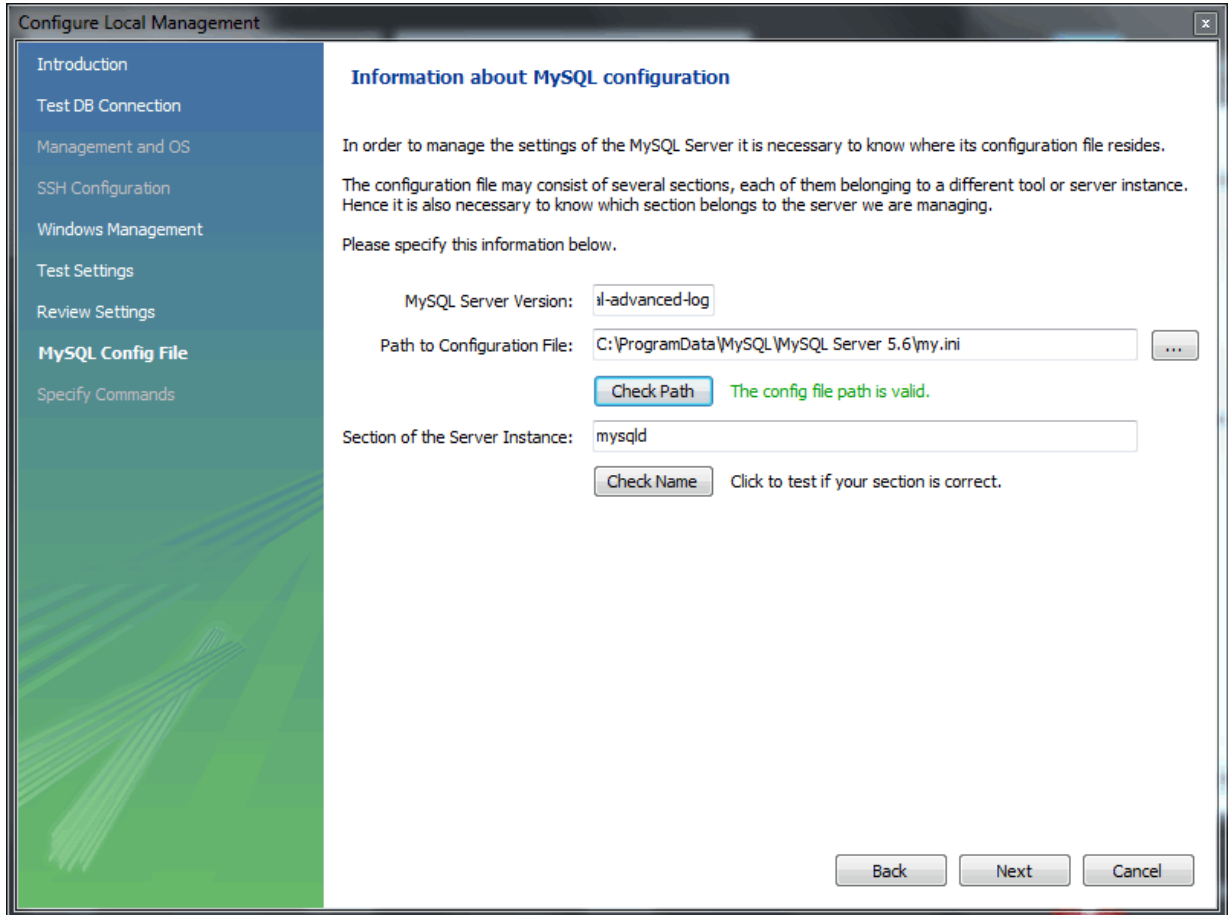 Configure Local Management
x
Introduction
Test DB Connection
Management and OS
SSH Configuration
Windows Management
Test Settings
Review Settings
MySQL Config File
Specify Commands
Information about MySQL configuration
In order to manage the settings of the MySQL Server it is necessary to know where its configuration file resides.
The configuration file may consist of several sections, each of them belonging to a different tool or server instance.
Hence it is also necessary to know which section belongs to the server we are managing.
Please specify this information below.
MySQL Server Version: al-advanced-log
Path to Configuration File: C:\ProgramData\MySQL\MySQL Server 5.6\my.ini ...
Check Path The config file path is valid.
Section of the Server Instance: mysqld
Check Name Click to test if your section is correct.
Back Next Cancel